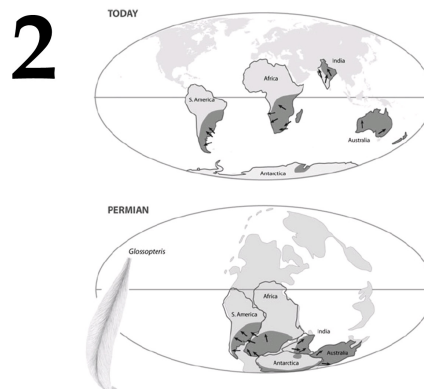 2
TODAY
India
Africa
S. America
Australia
Antarctica
PERMIAN
Glossopteris
Africa
S. America
India
Australia
Antarctica